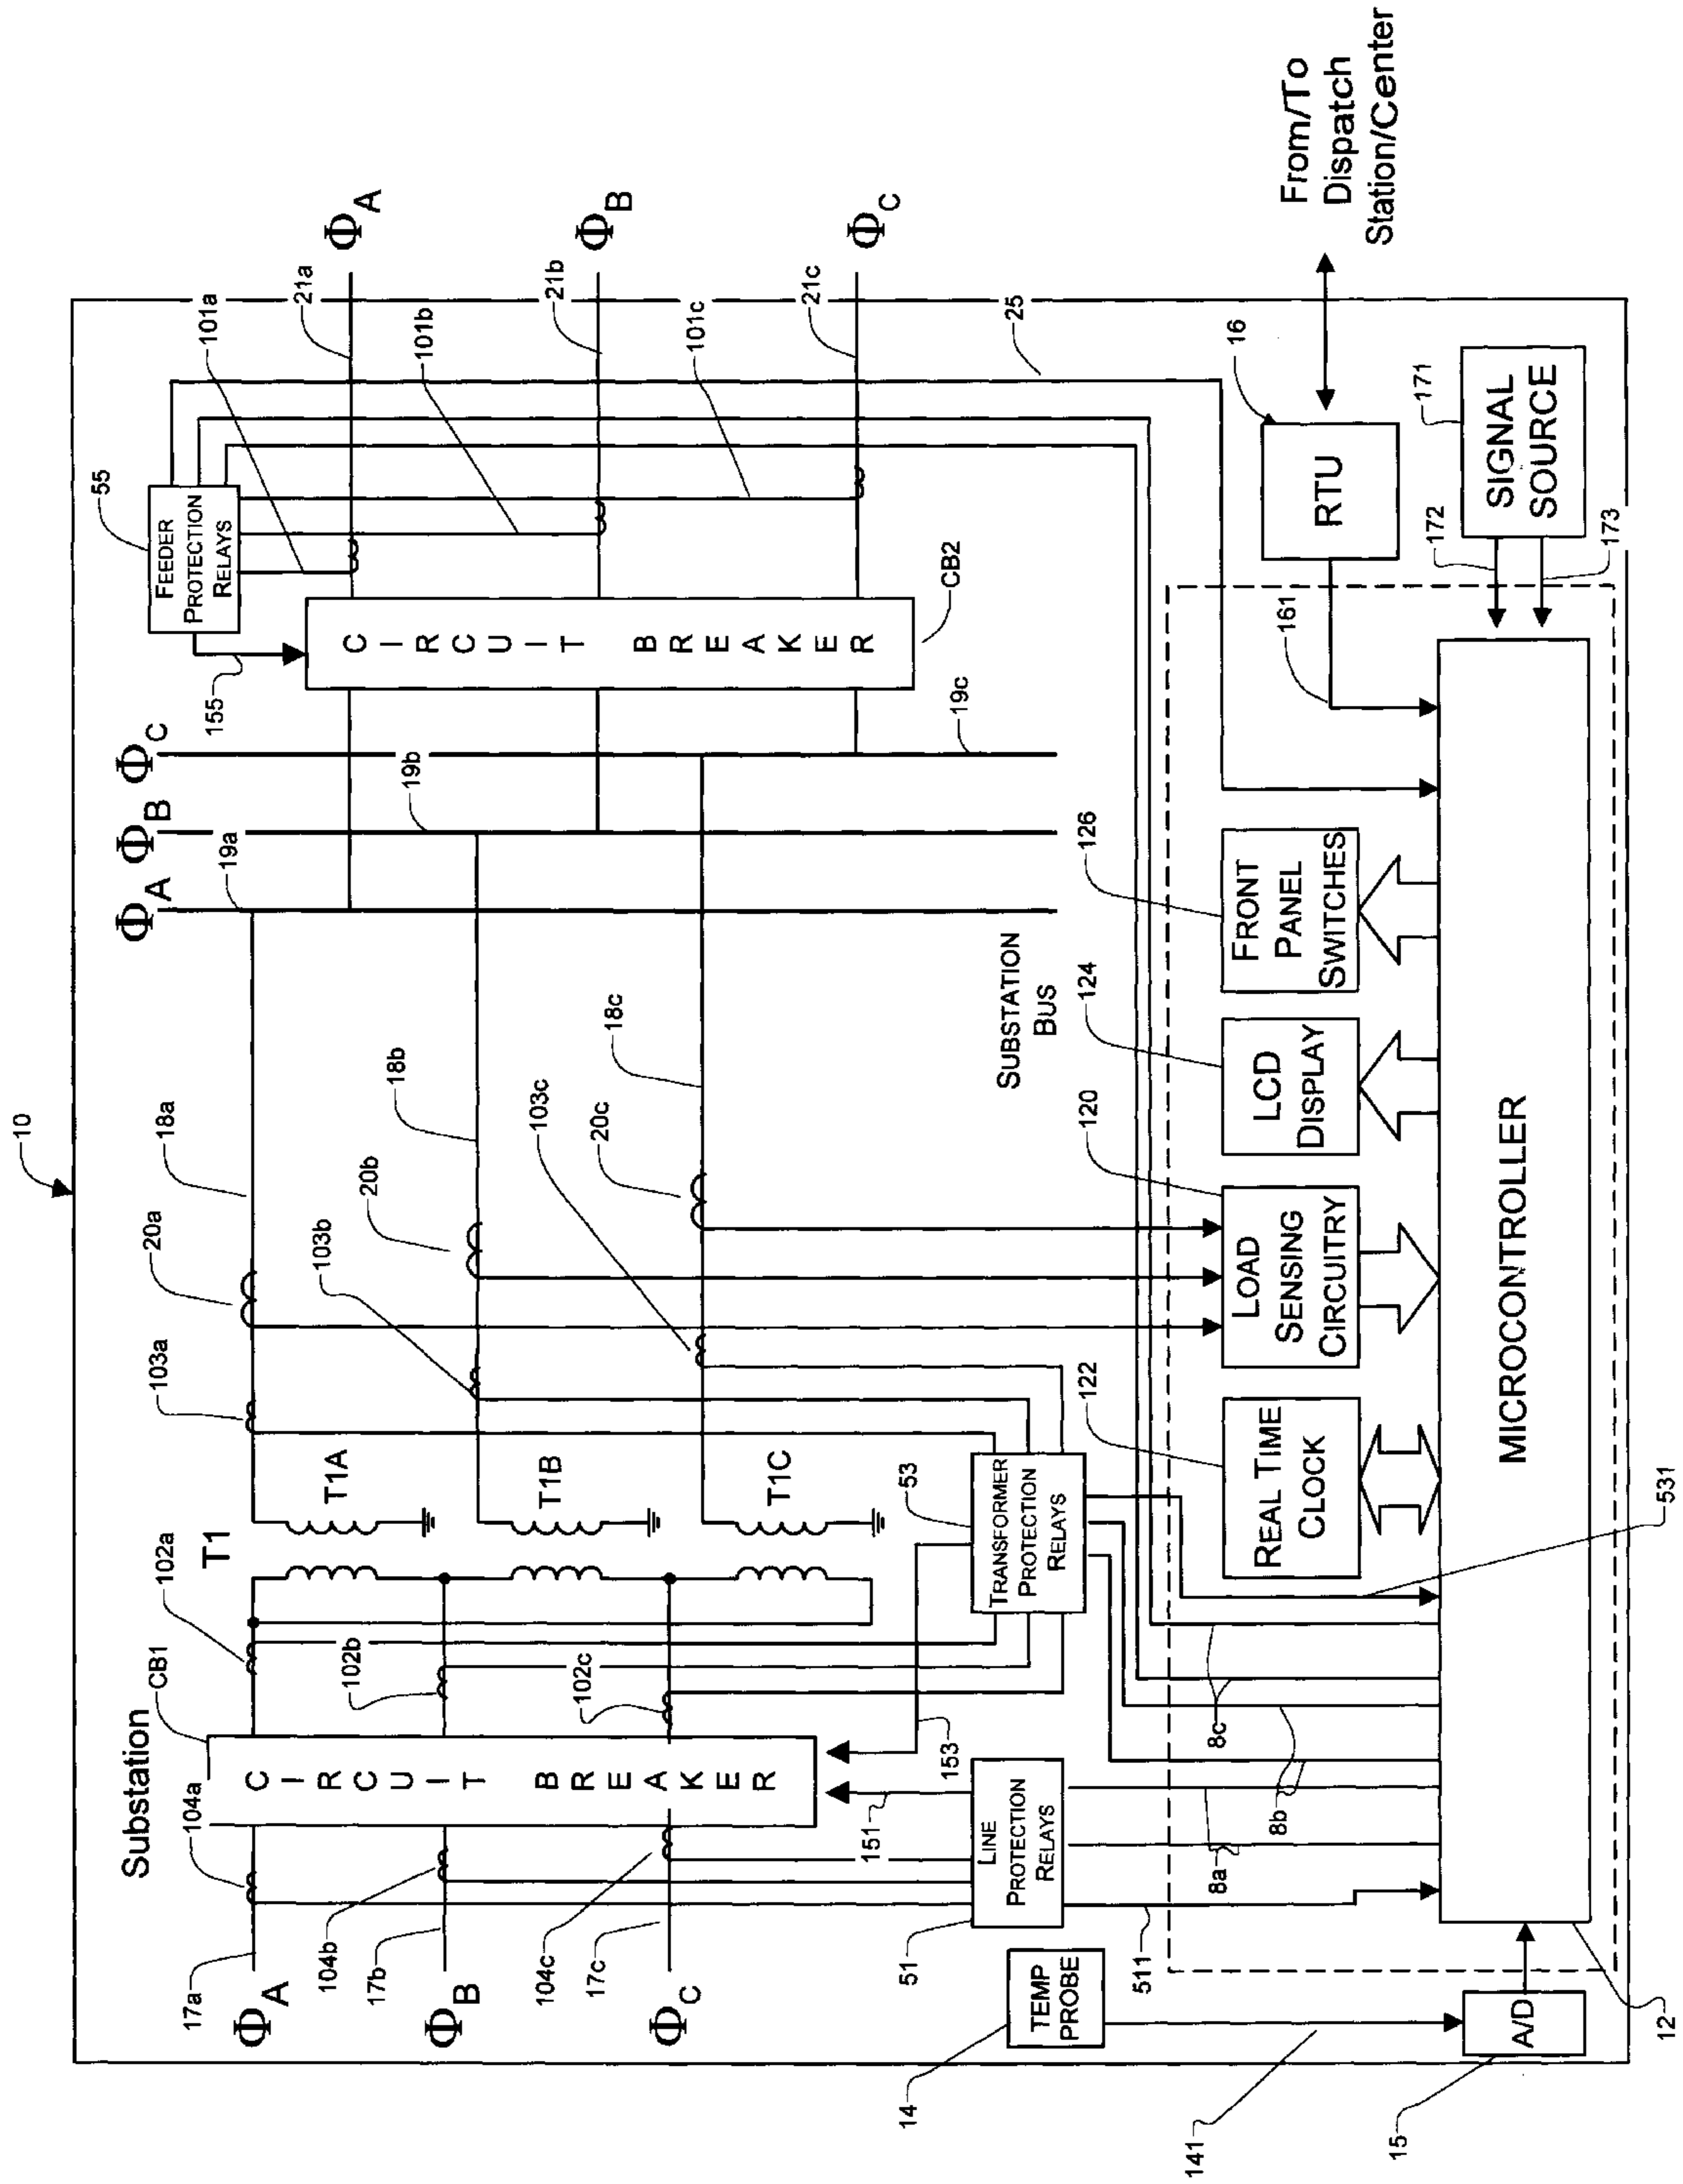 10
Substation
CB1
102a
T1
103a
20a
18a
ΦA
ΦB
ΦC
19a
19b
19c
155
55
FEEDER
PROTECTION
RELAYS
101a
21a
ΦA
101b
21b
ΦB
101c
21c
ΦC
17a
ΦA
104a
104b
17b
ΦB
104c
17c
ΦC
CIRCUIT BREAKER
102b
102c
T1A
T1B
T1C
103b
20b
18b
103c
20c
18c
CIRCUIT BREAKER
CB2
SUBSTATION
BUS
25
153
151
51
LINE
PROTECTION
RELAYS
53
TRANSFORMER
PROTECTION
RELAYS
14
TEMP
PROBE
141
511
8a
8b
8c
122
REAL TIME
CLOCK
120
LOAD
SENSING
CIRCUITRY
124
LCD
DISPLAY
126
FRONT
PANEL
SWITCHES
161
16
RTU
From/To
Dispatch
Station/Center
172
171
SIGNAL
SOURCE
173
15
A/D
12
MICROCONTROLLER
531